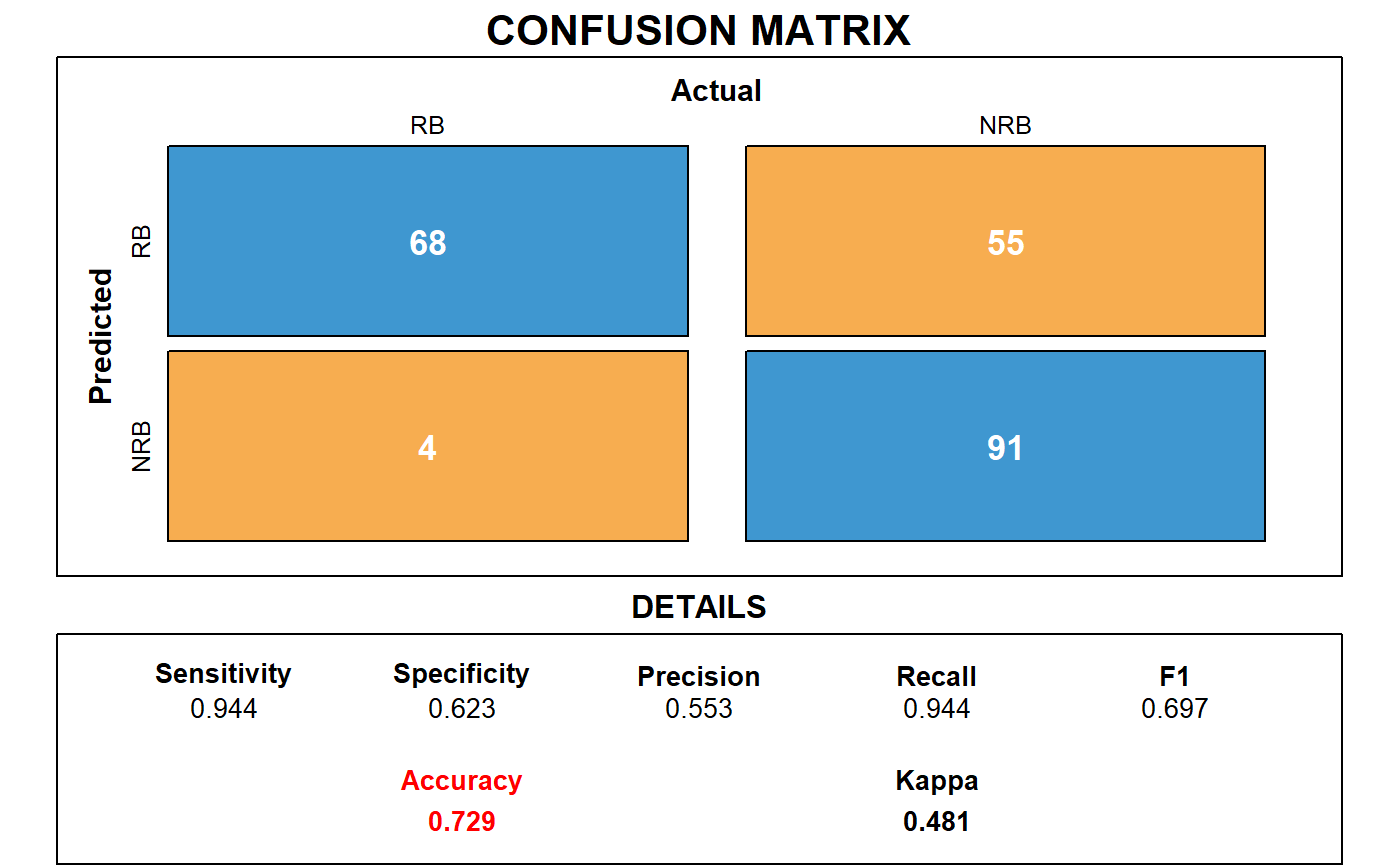 CONFUSION MATRIX
Actual
RB NRB
Predicted
RB
68 55
NRB
4 91
DETAILS
Sensitivity Specificity Precision Recall F1
0.944 0.623 0.553 0.944 0.697
Accuracy Kappa
0.729 0.481